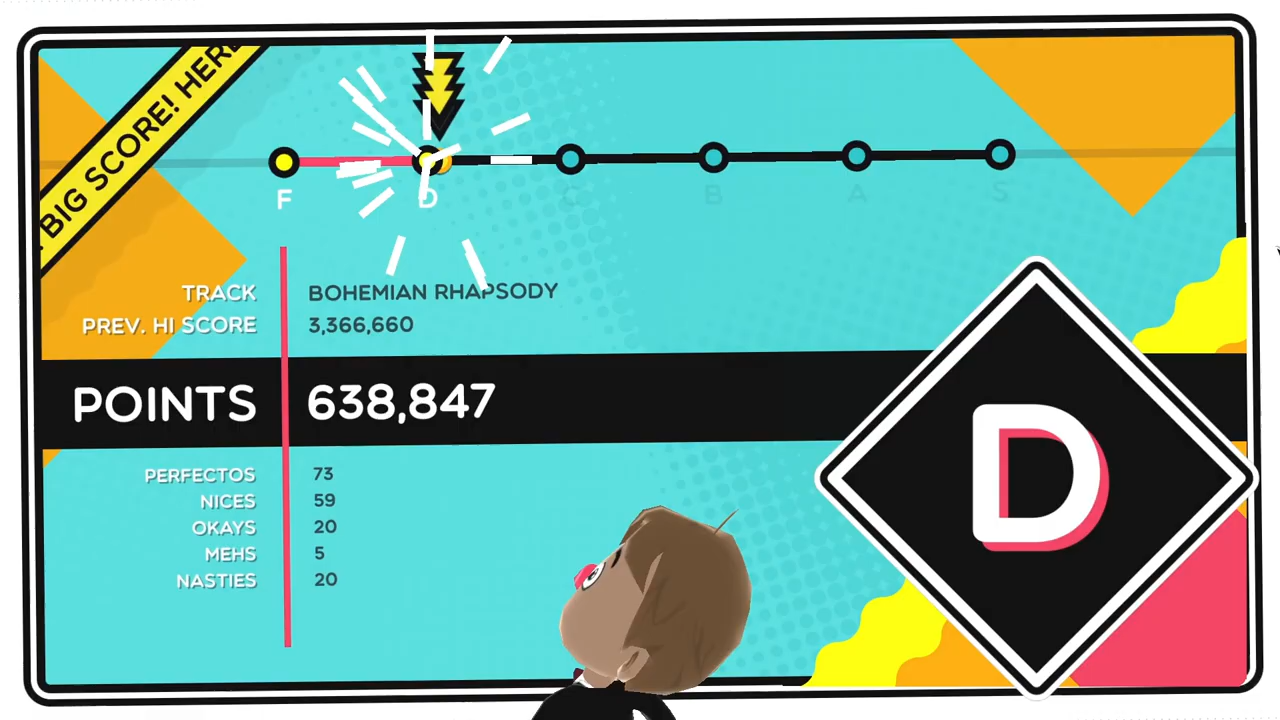 BIG SCORE! HERE
F D C B A S
TRACK BOHEMIAN RHAPSODY
PREV. HI SCORE 3,366,660
POINTS 638,847
PERFECTOS 73
NICES 59
OKAYS 20
MEHS 5
NASTIES 20
D